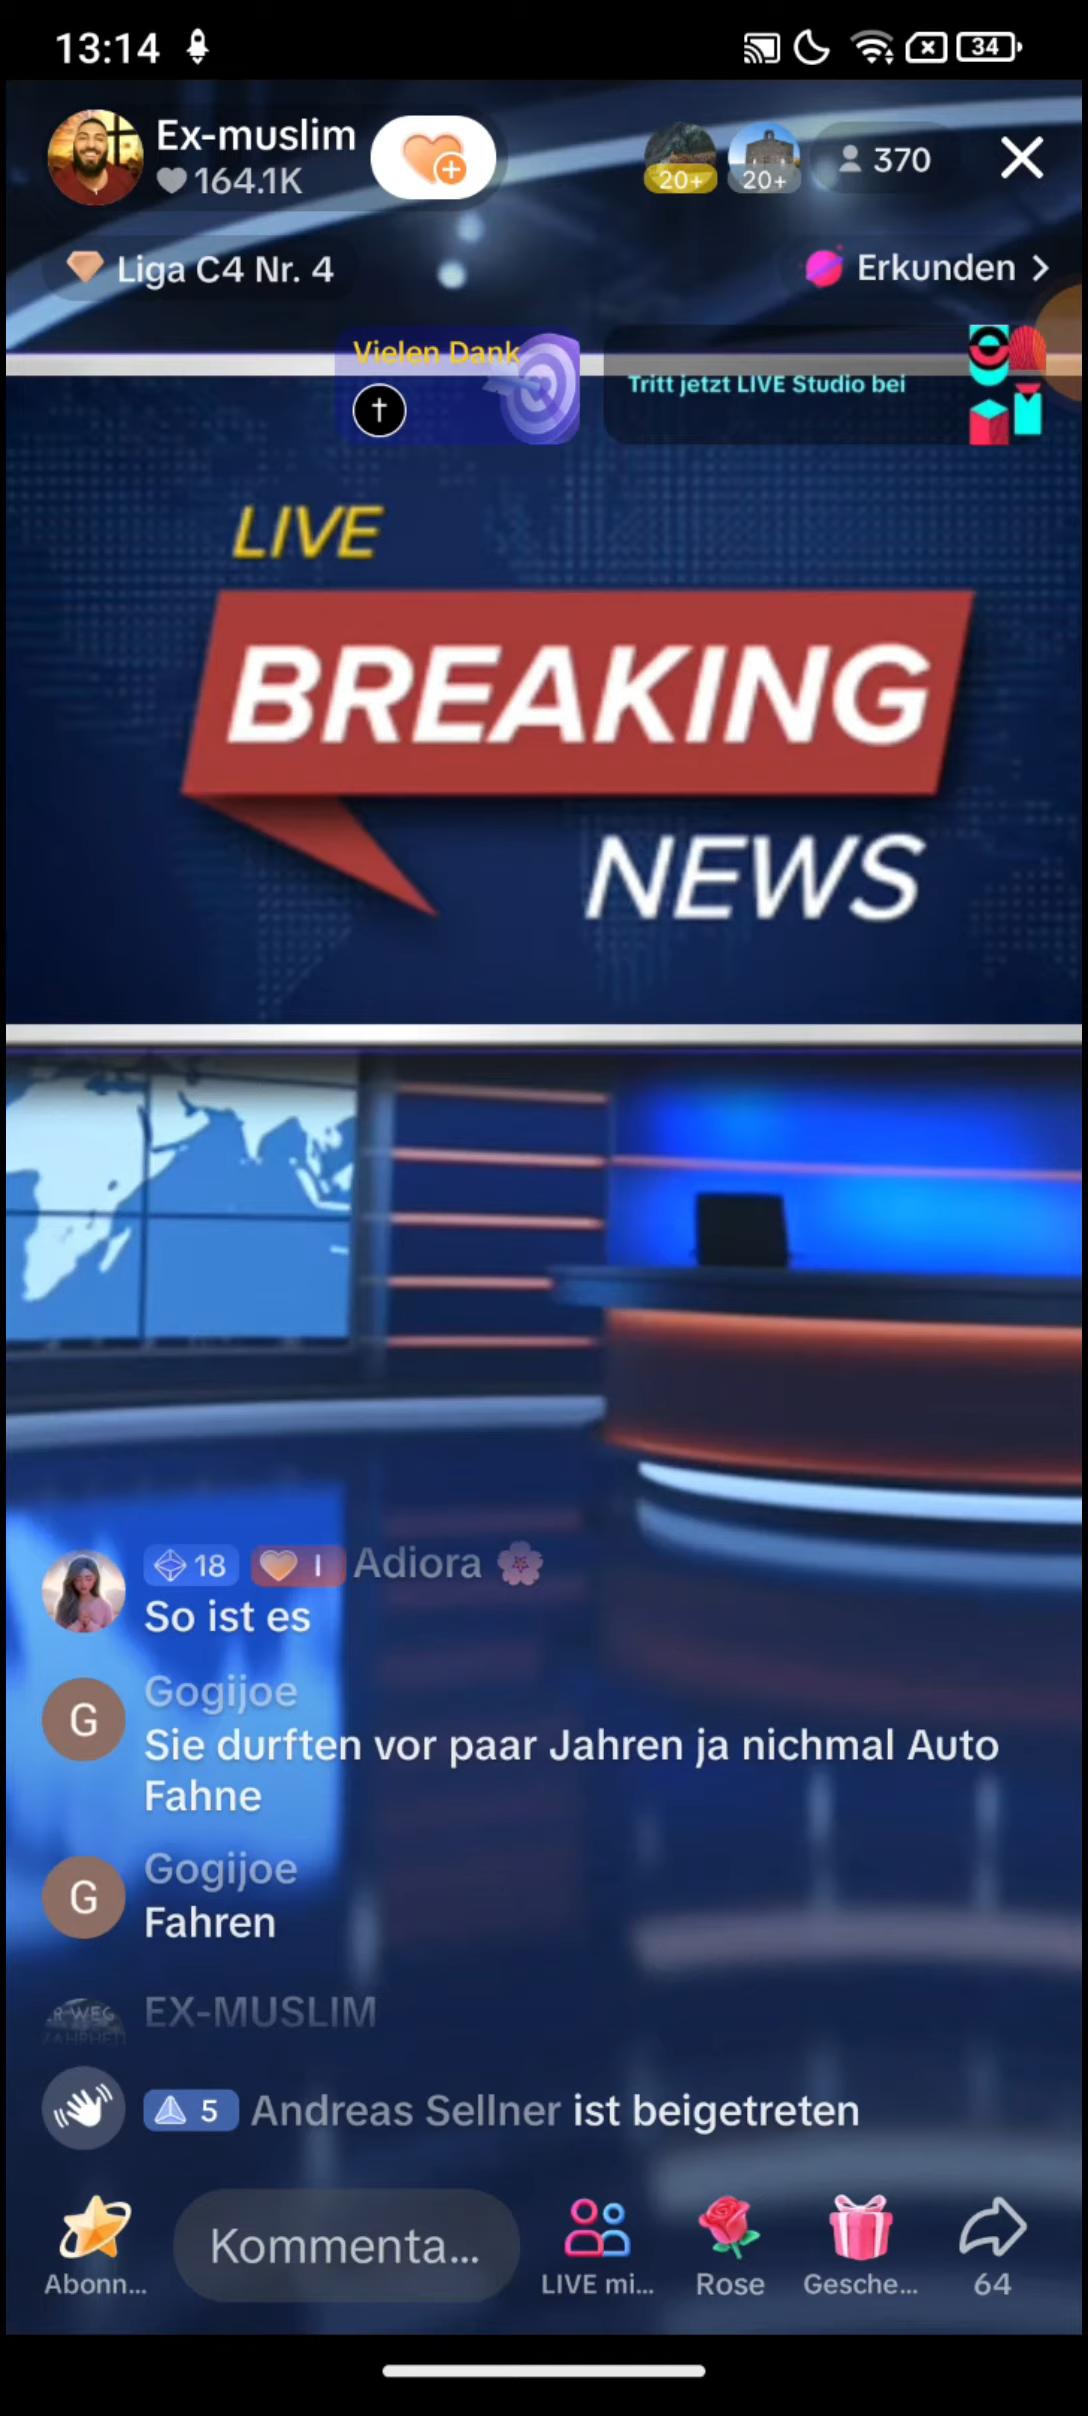 13:14
34
Ex-muslim
164.1K
20+
20+
370
Liga C4 Nr. 4
Erkunden
Vielen Dank
Tritt jetzt LIVE Studio bei
LIVE
BREAKING
NEWS
18 I Adiora
So ist es
Gogijoe
G
Sie durften vor paar Jahren ja nichmal Auto
Fahne
Gogijoe
G
Fahren
EX-MUSLIM
R WEG
5 Andreas Sellner ist beigetreten
Kommenta...
Abonn...
LIVE mi...
Rose
Gesche...
64